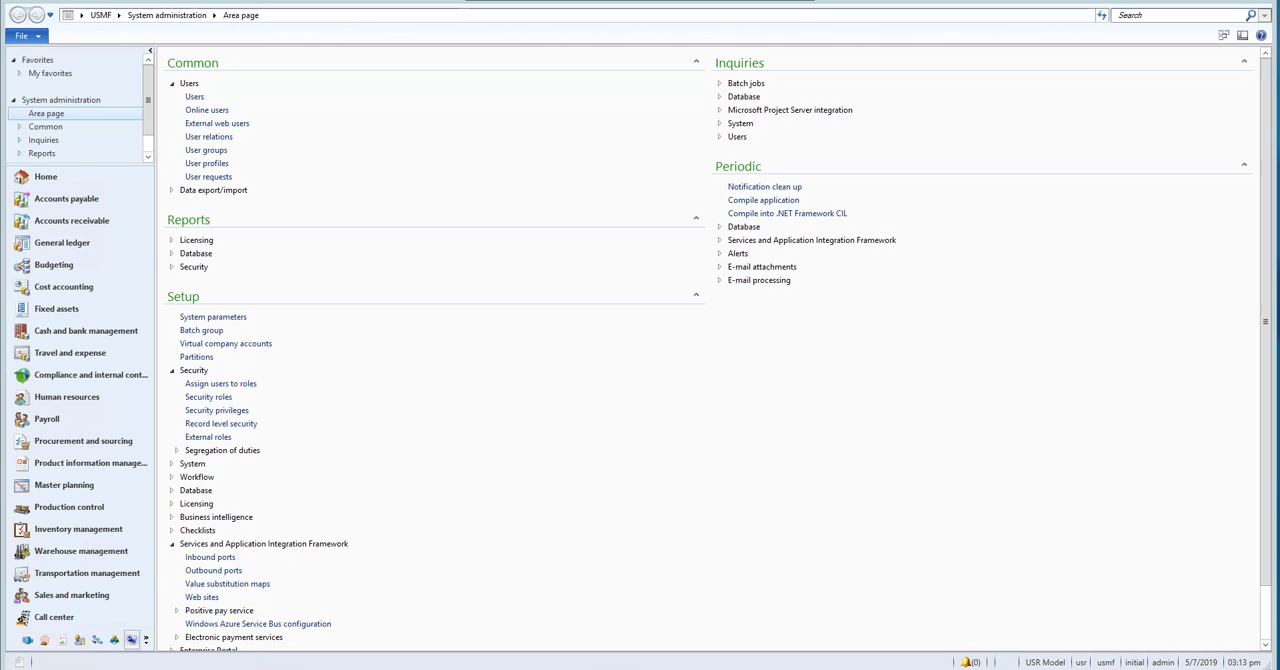 USMF System administration Area page
Search
File
Favorites
My favorites
System administration
Area page
Common
Inquiries
Reports
Home
Accounts payable
Accounts receivable
General ledger
Budgeting
Cost accounting
Fixed assets
Cash and bank management
Travel and expense
Compliance and internal cont...
Human resources
Payroll
Procurement and sourcing
Product information manage...
Master planning
Production control
Inventory management
Warehouse management
Transportation management
Sales and marketing
Call center
Common
Users
Users
Online users
External web users
User relations
User groups
User profiles
User requests
Data export/import
Reports
Licensing
Database
Security
Setup
System parameters
Batch group
Virtual company accounts
Partitions
Security
Assign users to roles
Security roles
Security privileges
Record level security
External roles
Segregation of duties
System
Workflow
Database
Licensing
Business intelligence
Checklists
Services and Application Integration Framework
Inbound ports
Outbound ports
Value substitution maps
Web sites
Positive pay service
Windows Azure Service Bus configuration
Electronic payment services
Enterprise Portal
Inquiries
Batch jobs
Database
Microsoft Project Server integration
System
Users
Periodic
Notification clean up
Compile application
Compile into .NET Framework CIL
Database
Services and Application Integration Framework
Alerts
E-mail attachments
E-mail processing
(0) USR Model usr usmf initial admin 5/7/2019 03:13 pm